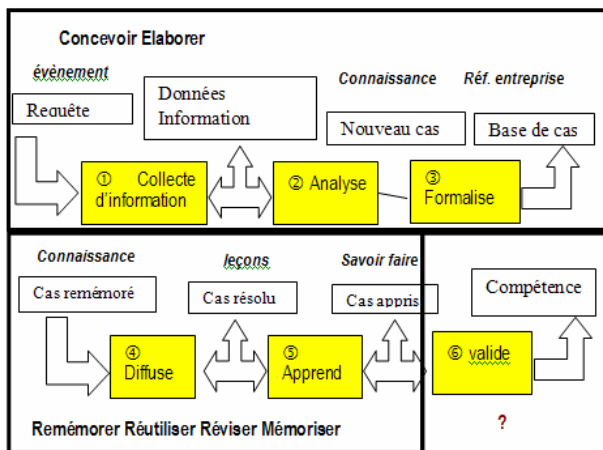 Concevoir Elaborer
évènement
Connaissance
Réf. entreprise
Requête
Données
Information
Nouveau cas
Base de cas
① Collecte
d'information
② Analyse
③
Formalise
Connaissance
leçons
Savoir faire
Cas remémoré
Cas résolu
Cas appris
Compétence
④
Diffuse
⑤
Apprend
⑥ valide
?
Remémorer Réutiliser Réviser Mémoriser